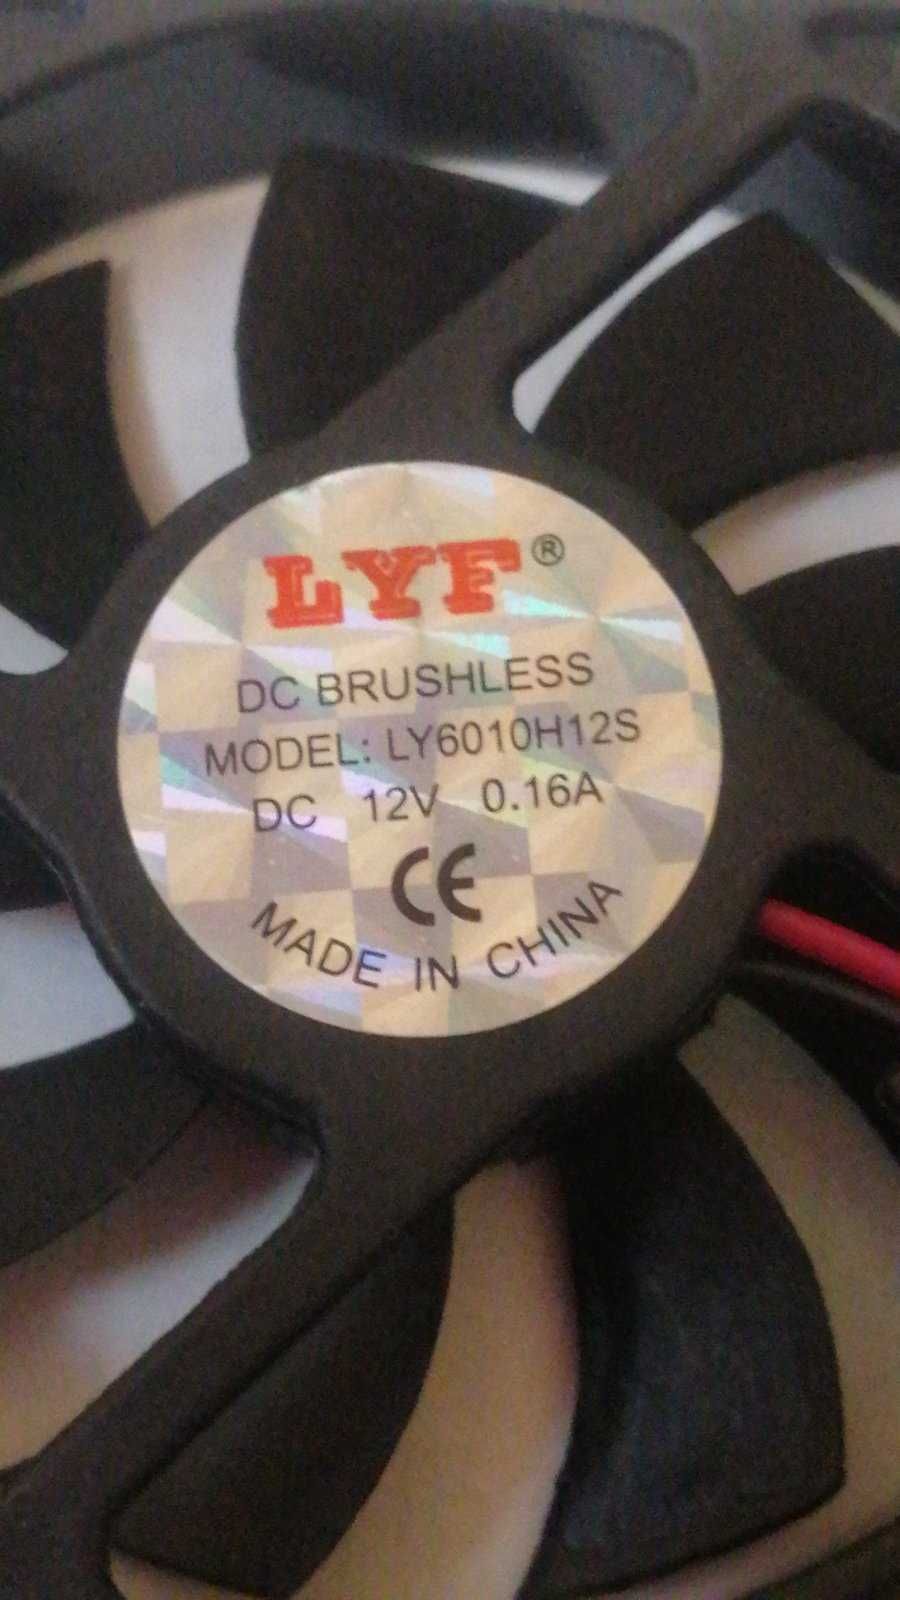 LYF®
DC BRUSHLESS
MODEL: LY6010H12S
DC 12V 0.16A
CE
MADE IN CHINA